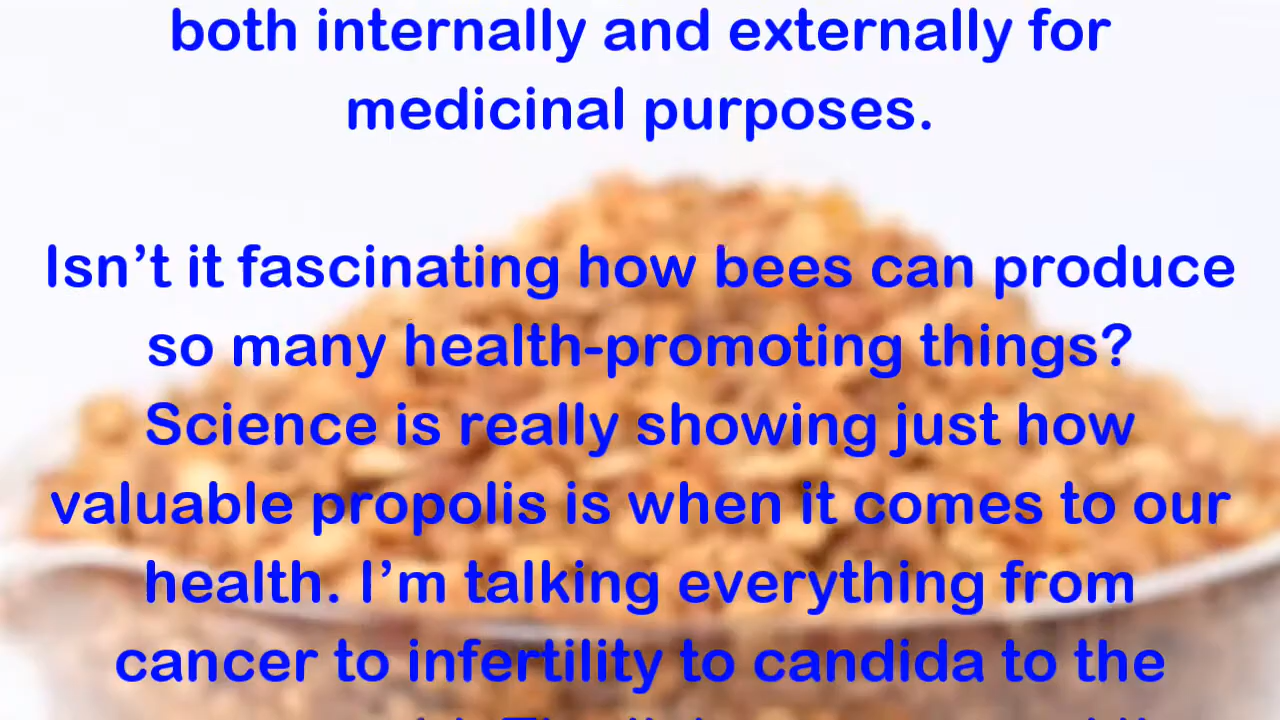 both internally and externally for
medicinal purposes.
Isn’t it fascinating how bees can produce
so many health-promoting things?
Science is really showing just how
valuable propolis is when it comes to our
health. I’m talking everything from
cancer to infertility to candida to the